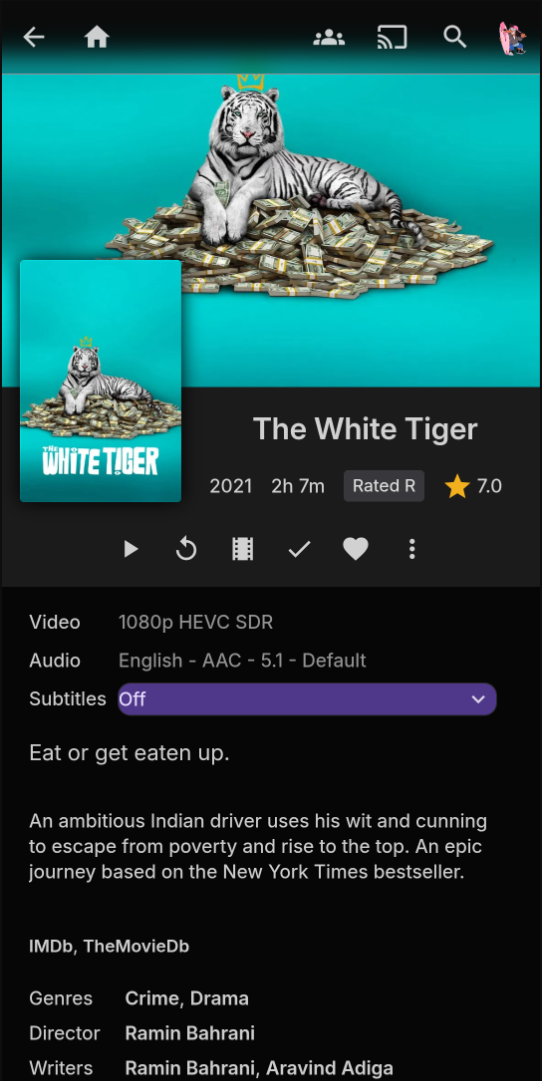 THE
WHITE TIGER
The White Tiger
2021 2h 7m Rated R 7.0
Video 1080p HEVC SDR
Audio English - AAC - 5.1 - Default
Subtitles Off
Eat or get eaten up.
An ambitious Indian driver uses his wit and cunning
to escape from poverty and rise to the top. An epic
journey based on the New York Times bestseller.
IMDb, TheMovieDb
Genres Crime, Drama
Director Ramin Bahrani
Writers Ramin Bahrani, Aravind Adiga